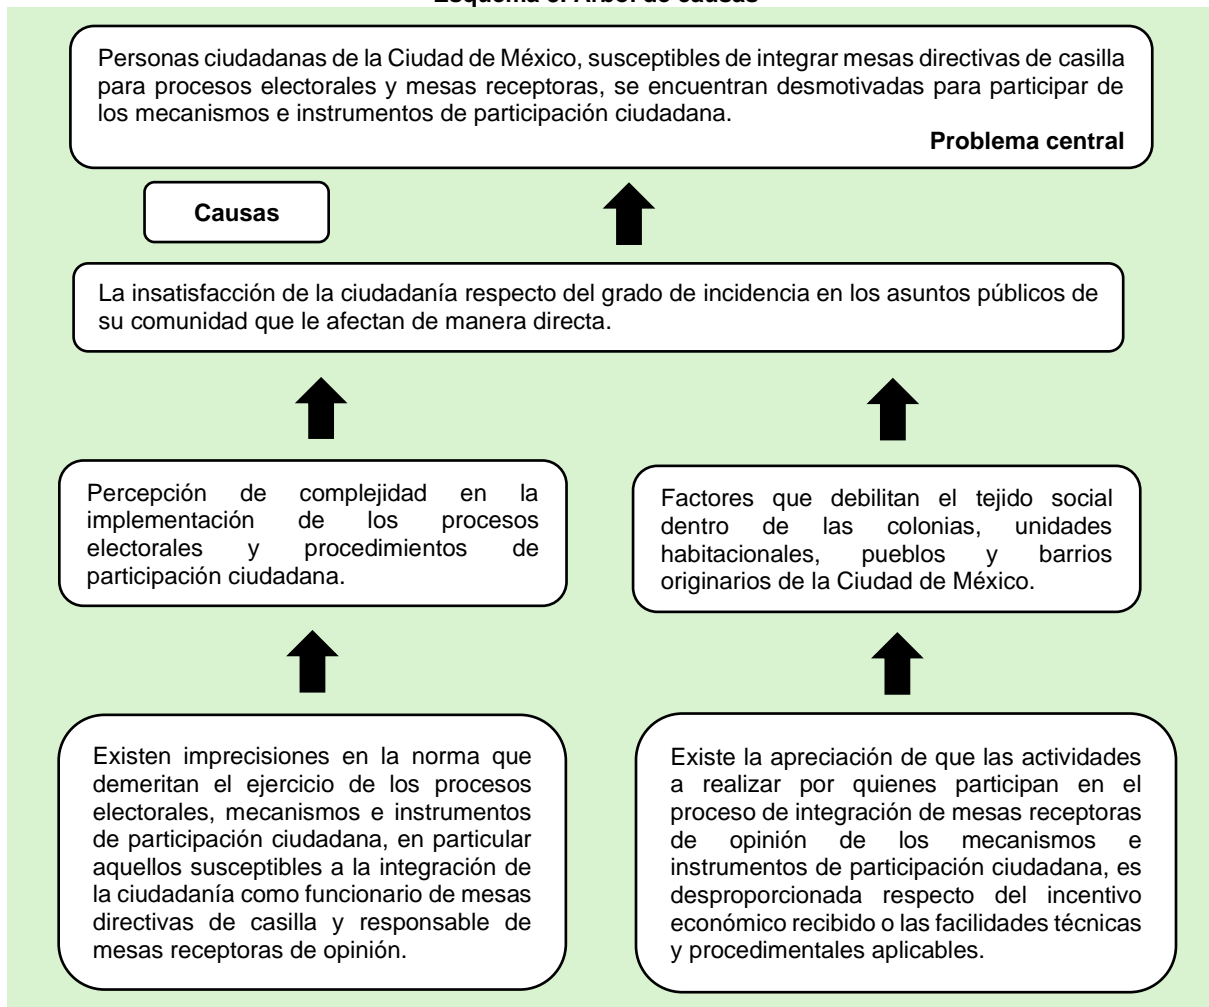 Esquema 3. Árbol de causas
Personas ciudadanas de la Ciudad de México, susceptibles de integrar mesas directivas de casilla
para procesos electorales y mesas receptoras, se encuentran desmotivadas para participar de
los mecanismos e instrumentos de participación ciudadana.
Problema central
Causas
La insatisfacción de la ciudadanía respecto del grado de incidencia en los asuntos públicos de
su comunidad que le afectan de manera directa.
Percepción de complejidad en la
implementación de los procesos
electorales y procedimientos de
participación ciudadana.
Factores que debilitan el tejido social
dentro de las colonias, unidades
habitacionales, pueblos y barrios
originarios de la Ciudad de México.
Existen imprecisiones en la norma que
demeritan el ejercicio de los procesos
electorales, mecanismos e instrumentos
de participación ciudadana, en particular
aquellos susceptibles a la integración de
la ciudadanía como funcionario de mesas
directivas de casilla y responsable de
mesas receptoras de opinión.
Existe la apreciación de que las actividades
a realizar por quienes participan en el
proceso de integración de mesas receptoras
de opinión de los mecanismos e
instrumentos de participación ciudadana, es
desproporcionada respecto del incentivo
económico recibido o las facilidades técnicas
y procedimentales aplicables.